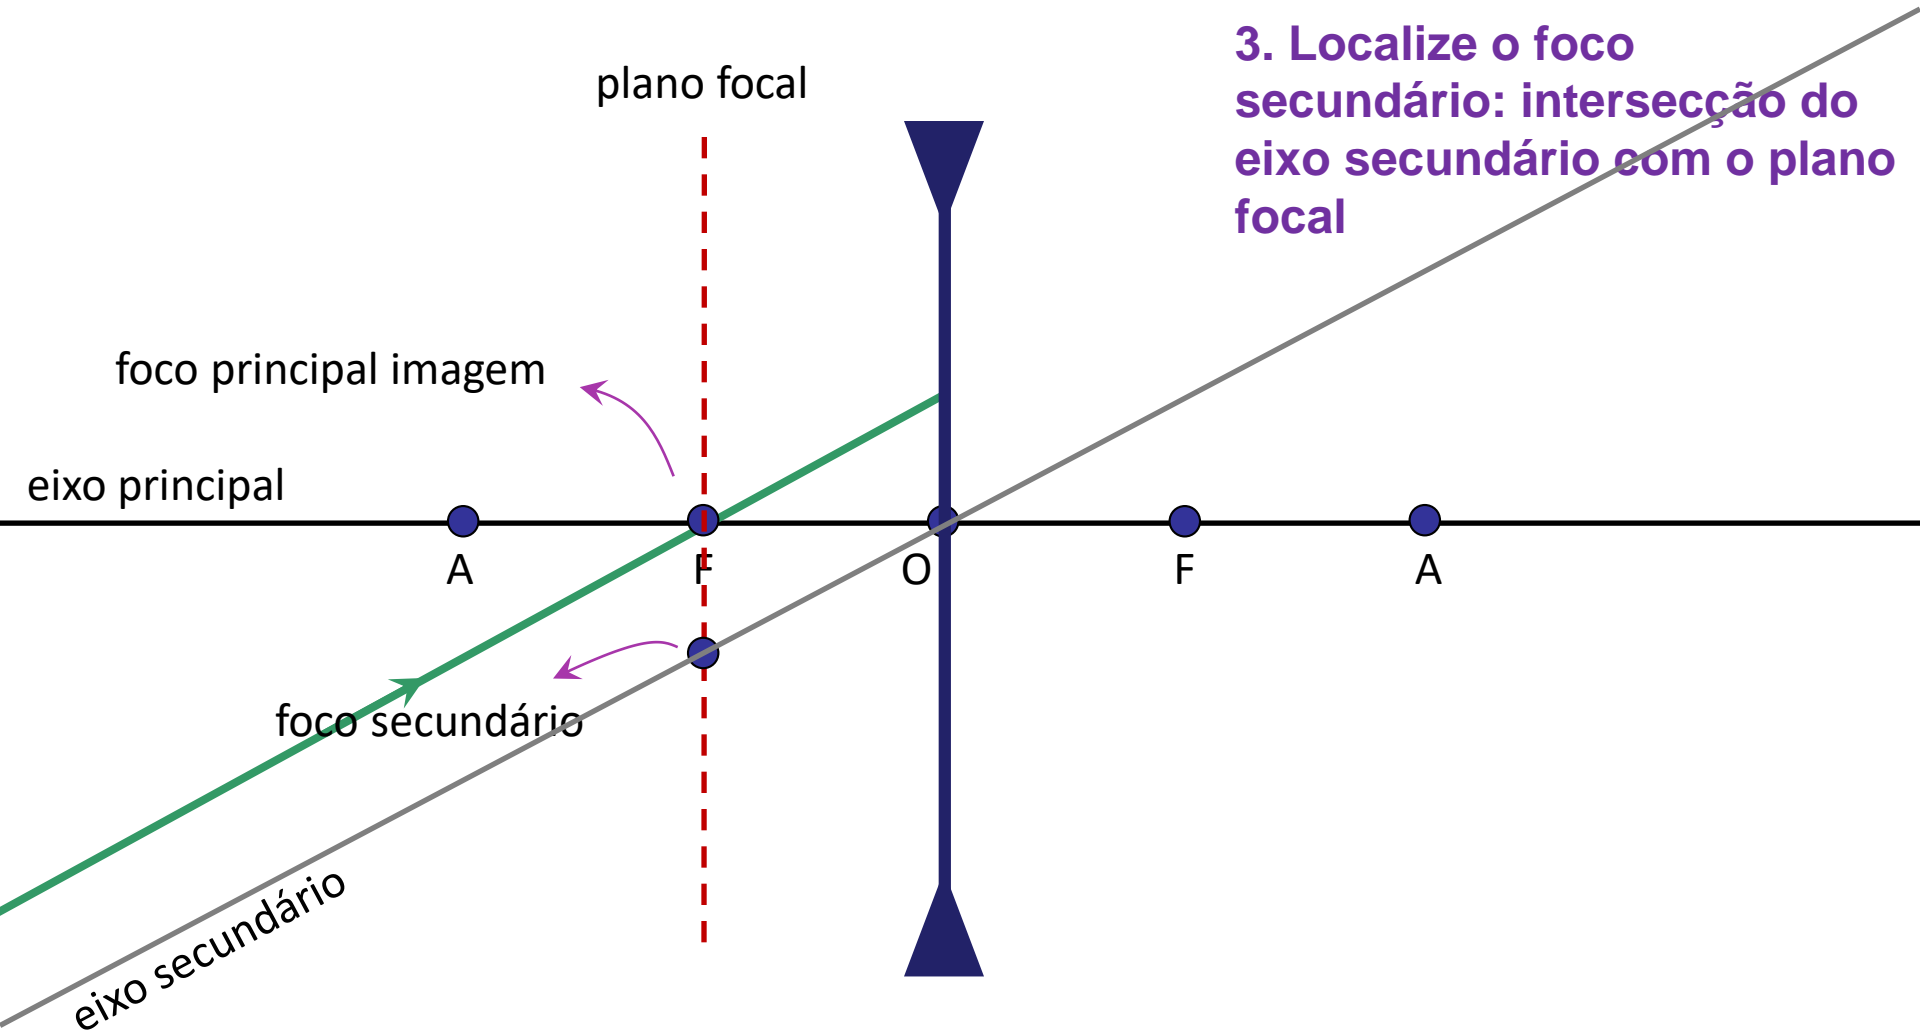 3. Localize o foco
secundário: intersecção do
eixo secundário com o plano
focal
plano focal
foco principal imagem
eixo principal
A
F
O
F
A
foco secundário
eixo secundário